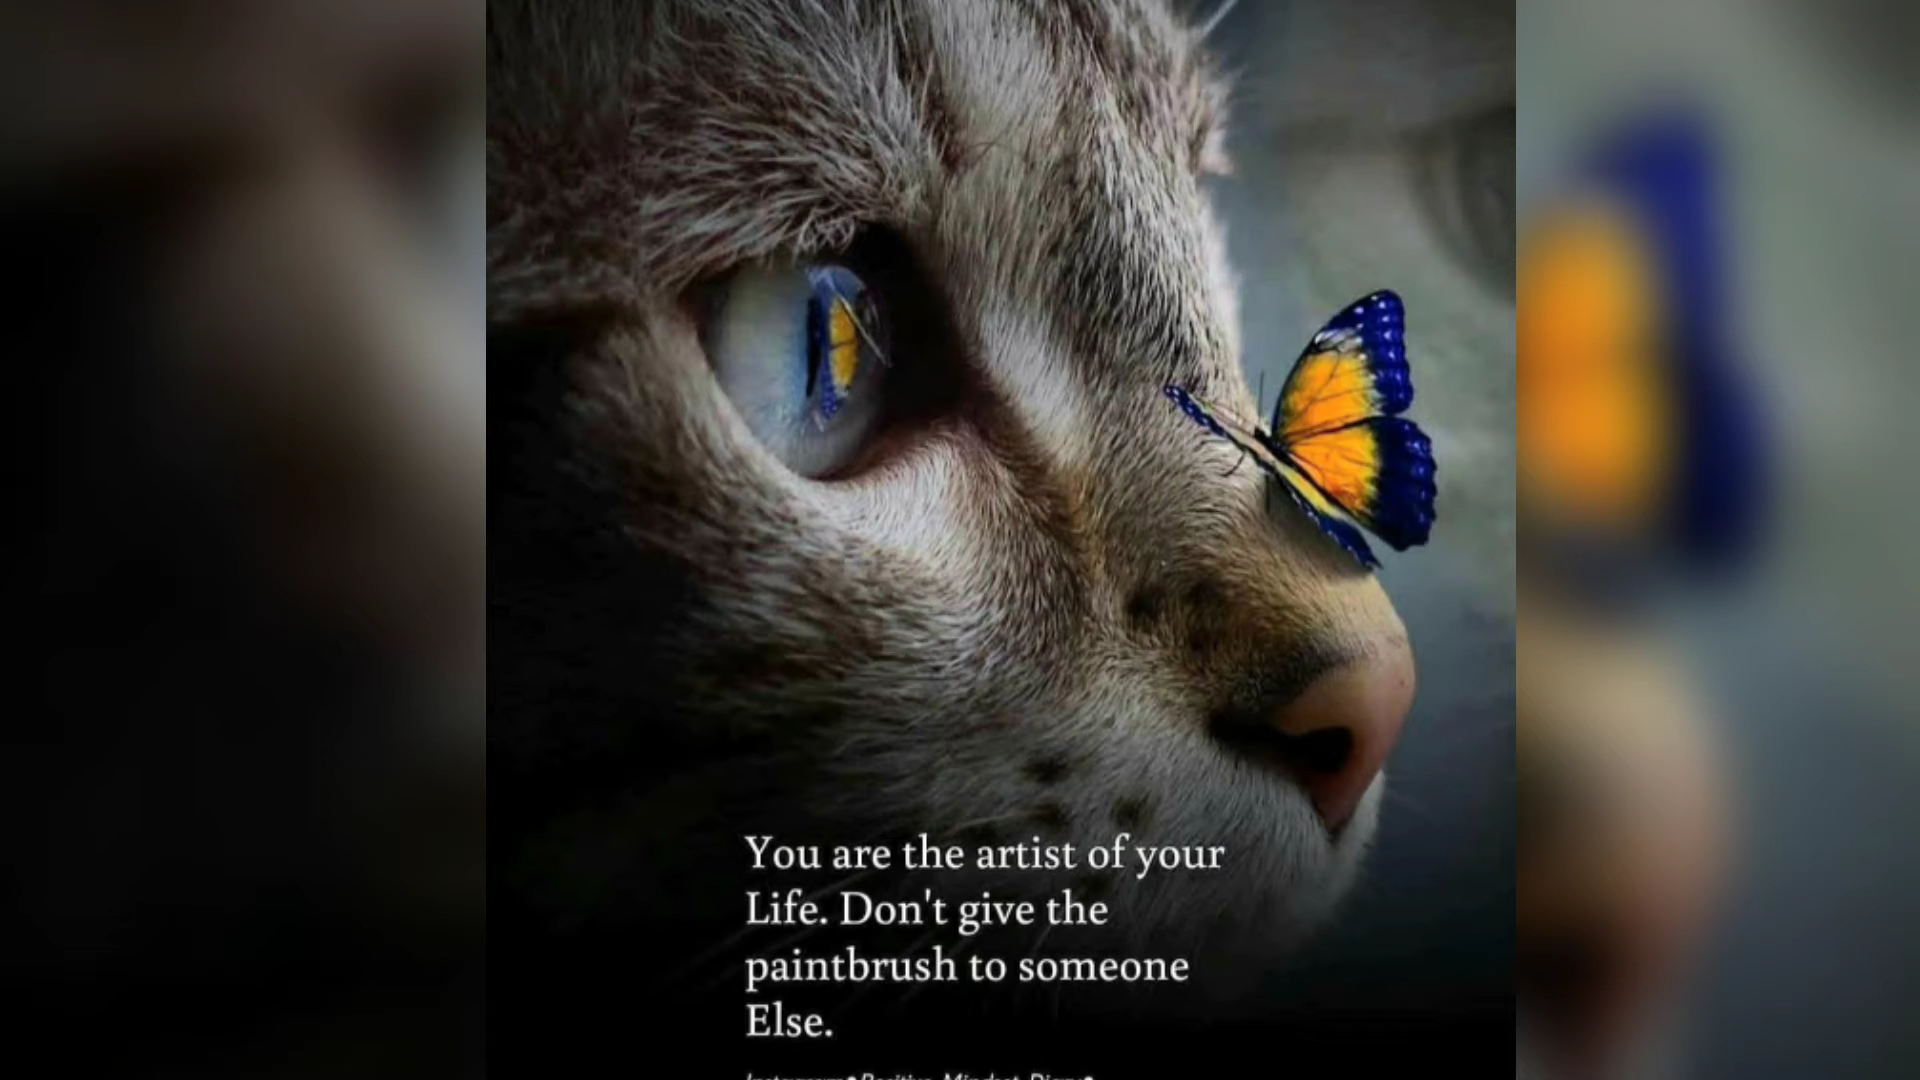 You are the artist of your
Life. Don't give the
paintbrush to someone
Else.